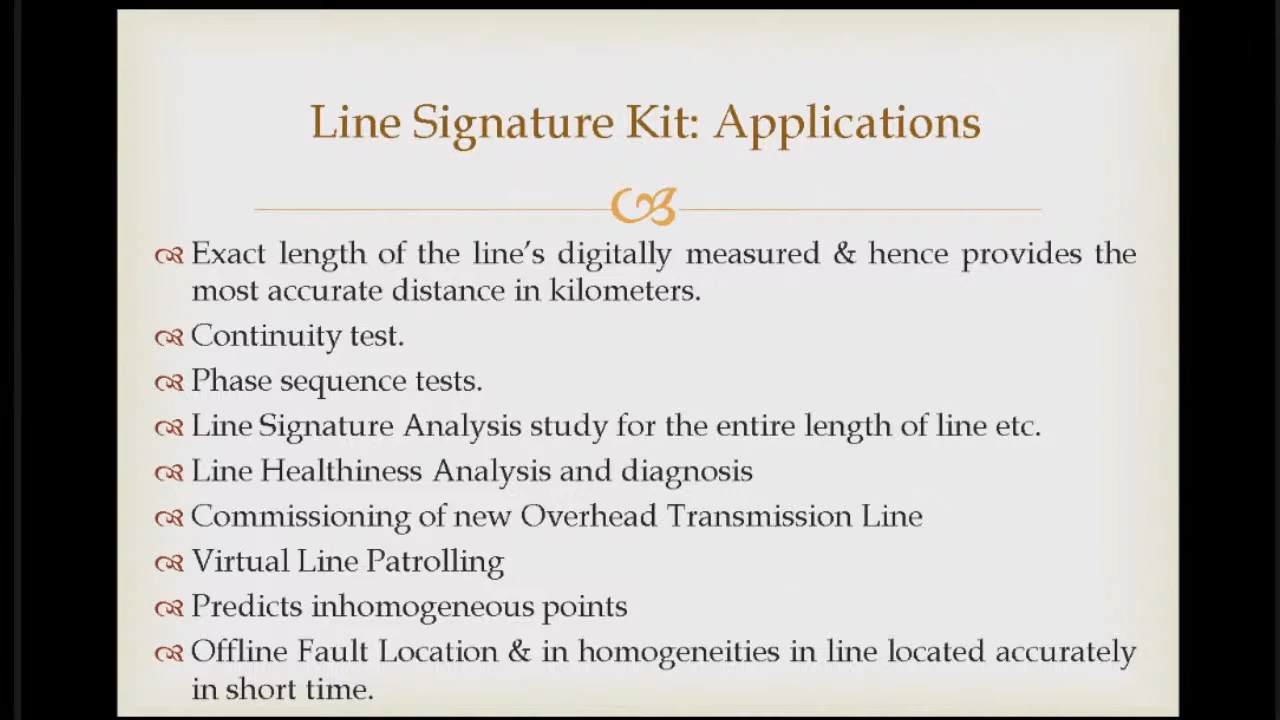 Line Signature Kit: Applications
Exact length of the line's digitally measured & hence provides the
most accurate distance in kilometers.
Continuity test.
Phase sequence tests.
Line Signature Analysis study for the entire length of line etc.
Line Healthiness Analysis and diagnosis
Commissioning of new Overhead Transmission Line
Virtual Line Patrolling
Predicts inhomogeneous points
Offline Fault Location & in homogeneities in line located accurately
in short time.